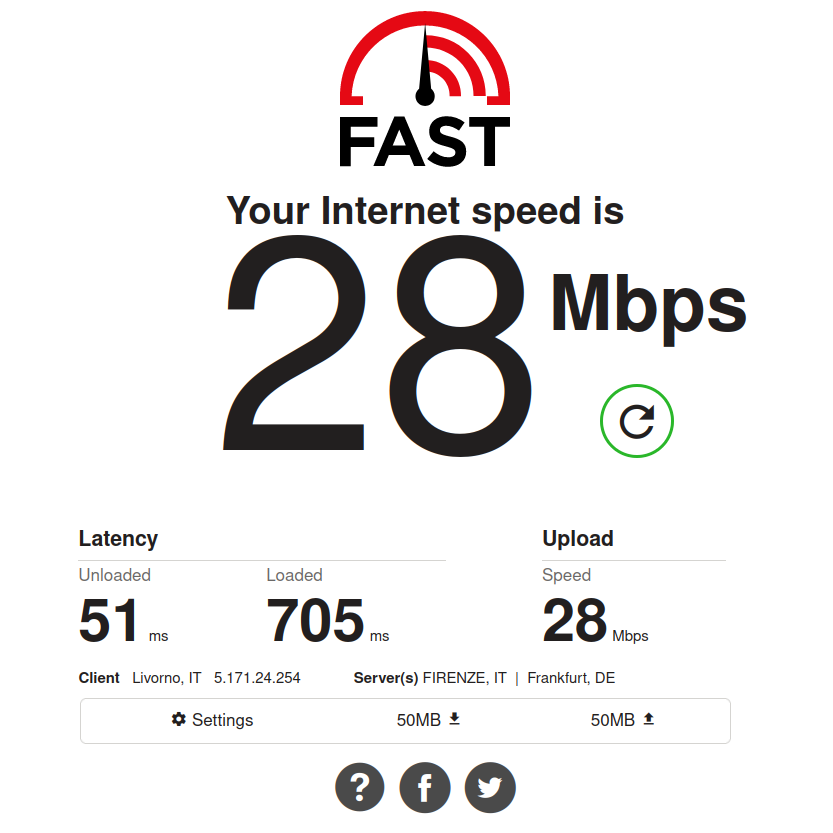 FAST
Your Internet speed is
28 Mbps
Latency Upload
Unloaded Loaded Speed
51 ms 705 ms 28 Mbps
Client Livorno, IT 5.171.24.254 Server(s) FIRENZE, IT | Frankfurt, DE
Settings 50MB 50MB
? f